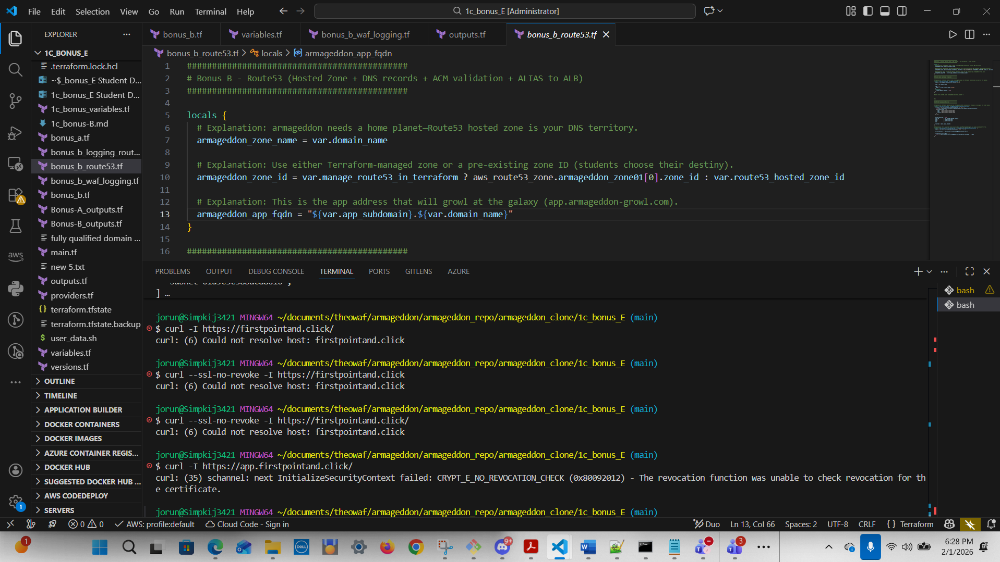 File Edit Selection View Go Run Terminal Help
1c_bonus_E [Administrator]
EXPLORER
1C_BONUS_E
.terraform.lock.hcl
~$_bonus_E Student D...
1c_bonus_E Student D...
1c_bonus_variables.tf
1c_bonus-B.md
bonus_a.tf
bonus_b_logging_rout...
bonus_b_route53.tf
bonus_b_waf_logging.tf
bonus_b.tf
Bonus-A_outputs.tf
Bonus-B_outputs.tf
fully qualified domain ...
main.tf
new 5.txt
outputs.tf
providers.tf
terraform.tfstate
terraform.tfstate.backup
user_data.sh
variables.tf
versions.tf
OUTLINE
TIMELINE
APPLICATION BUILDER
DOCKER CONTAINERS
DOCKER IMAGES
AZURE CONTAINER REGIS...
DOCKER HUB
SUGGESTED DOCKER HUB ...
AWS CODEDEPLOY
SERVERS
aws
1
bonus_b.tf variables.tf bonus_b_waf_logging.tf outputs.tf bonus_b_route53.tf
bonus_b_route53.tf > locals > armageddon_app_fqdn
1 ############################################
2 # Bonus B - Route53 (Hosted Zone + DNS records + ACM validation + ALIAS to ALB)
3 ############################################
4
5 locals {
6 # Explanation: armageddon needs a home planet—Route53 hosted zone is your DNS territory.
7 armageddon_zone_name = var.domain_name
8
9 # Explanation: Use either Terraform-managed zone or a pre-existing zone ID (students choose their destiny).
10 armageddon_zone_id = var.manage_route53_in_terraform ? aws_route53_zone.armageddon_zone01[0].zone_id : var.route53_hosted_zone_id
11
12 # Explanation: This is the app address that will growl at the galaxy (app.armageddon-growl.com).
13 armageddon_app_fqdn = "${var.app_subdomain}.${var.domain_name}"
14 }
15
16 ############################################
PROBLEMS OUTPUT DEBUG CONSOLE TERMINAL PORTS GITLENS AZURE
] …
jorun@Simpkij3421 MINGW64 ~/documents/theowaf/armageddon/armageddon_repo/armageddon_clone/1c_bonus_E (main)
$ curl -I https://firstpointand.click/
curl: (6) Could not resolve host: firstpointand.click
jorun@Simpkij3421 MINGW64 ~/documents/theowaf/armageddon/armageddon_repo/armageddon_clone/1c_bonus_E (main)
$ curl --ssl-no-revoke -I https://firstpointand.click
curl: (6) Could not resolve host: firstpointand.click
jorun@Simpkij3421 MINGW64 ~/documents/theowaf/armageddon/armageddon_repo/armageddon_clone/1c_bonus_E (main)
$ curl --ssl-no-revoke -I https://firstpointand.click/
curl: (6) Could not resolve host: firstpointand.click
jorun@Simpkij3421 MINGW64 ~/documents/theowaf/armageddon/armageddon_repo/armageddon_clone/1c_bonus_E (main)
$ curl -I https://app.firstpointand.click/
curl: (35) schannel: next InitializeSecurityContext failed: CRYPT_E_NO_REVOCATION_CHECK (0x80092012) - The revocation function was unable to check revocation for th
e certificate.
jorun@Simpkij3421 MINGW64 ~/documents/theowaf/armageddon/armageddon_repo/armageddon_clone/1c_bonus_E (main)
bash
bash
0 0 AWS: profile:default Cloud Code - Sign in
Duo Ln 13, Col 66 Spaces: 2 UTF-8 CRLF { } Terraform
1
DELL
9+
3
6:28 PM
2/1/2026